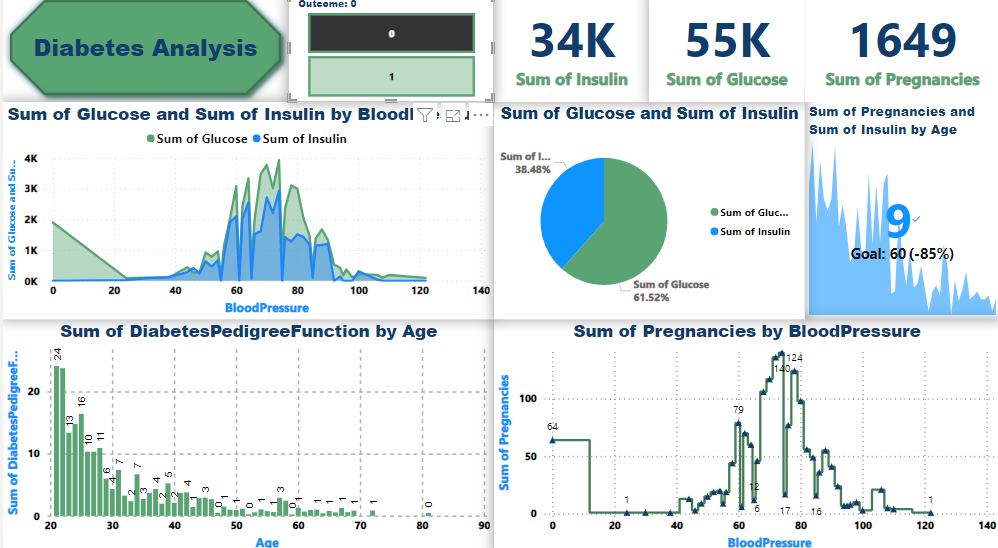 Diabetes Analysis
Outcome: 0
0
1
34K
Sum of Insulin
55K
Sum of Glucose
1649
Sum of Pregnancies
Sum of Glucose and Sum of Insulin by Bloodl
Sum of Glucose
Sum of Insulin
Sum of Glucose and Su...
4K
3K
2K
1K
0K
0
20
40
60
80
100
120
140
BloodPressure
Sum of Glucose and Sum of Insulin
Sum of I...
38.48%
Sum of Glucose
61.52%
Sum of Gluc...
Sum of Insulin
Sum of Pregnancies and
Sum of Insulin by Age
9
Goal: 60 (-85%)
Sum of DiabetesPedigreeFunction by Age
Sum of DiabetesPedigreeF...
20
10
0
24
13
16
10
11
6
4
7
2
7
3
4
2
5
2
4
1
3
0
1
0
1
1
3
0
1
1
1
1
0
20
30
40
50
60
70
80
90
Age
Sum of Pregnancies by BloodPressure
Sum of Pregnancies
100
50
0
64
1
79
12
6
140
17
124
16
1
0
20
40
60
80
100
120
140
BloodPressure